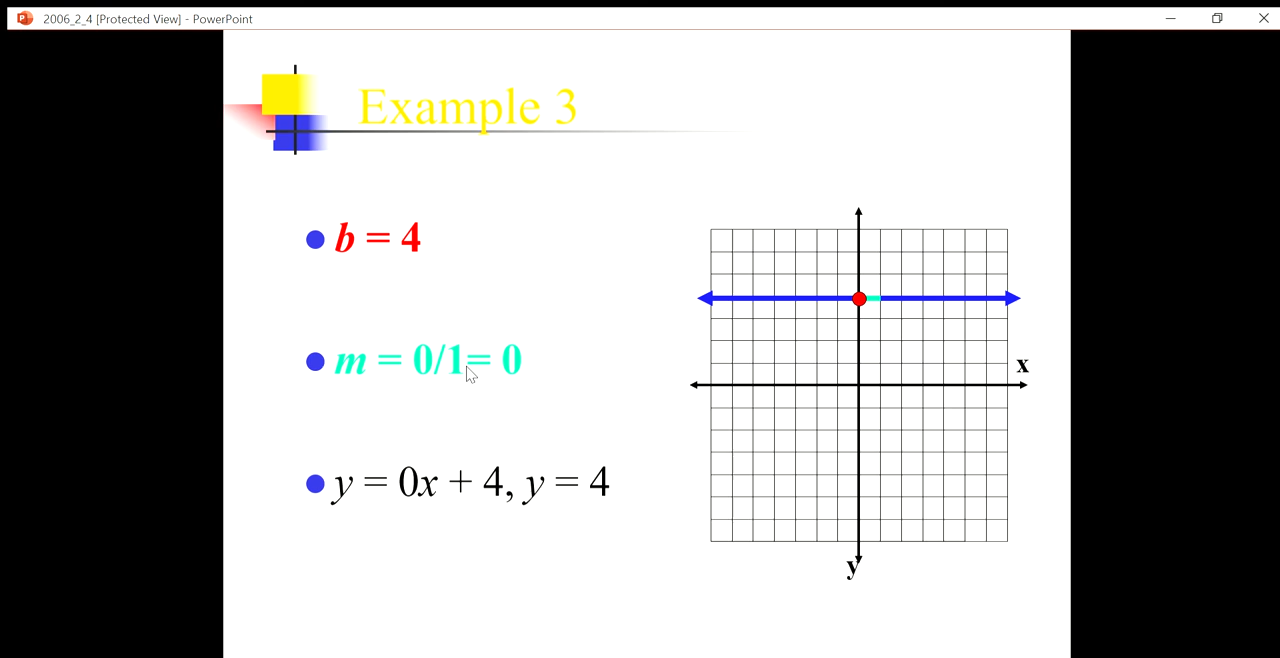 2006_2_4 [Protected View] - PowerPoint
Example 3
b = 4
m = 0/1= 0
y = 0x + 4, y = 4
x
y